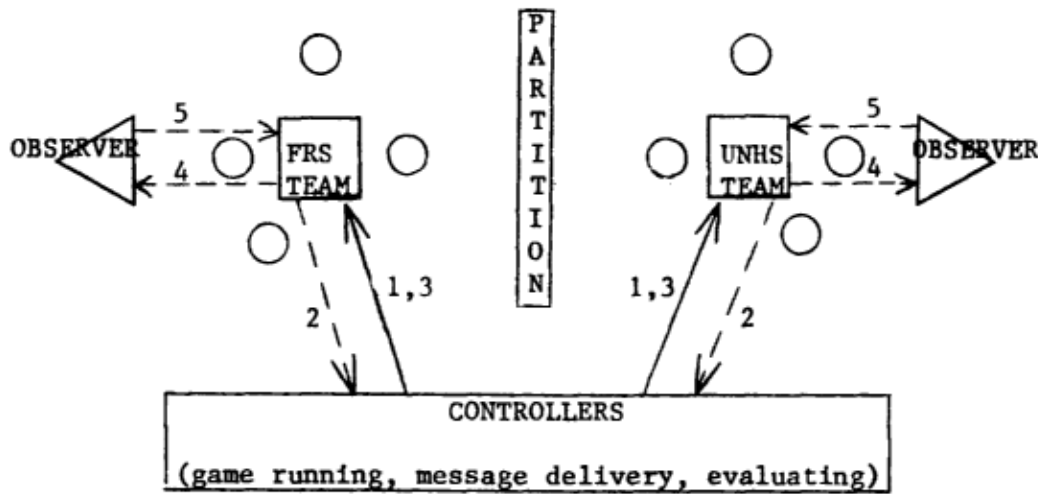 PARTITION
5
5
OBSERVER
FRS
TEAM
UNHS
TEAM
OBSERVER
4
4
1,3
1,3
2
2
CONTROLLERS
(game running, message delivery, evaluating)